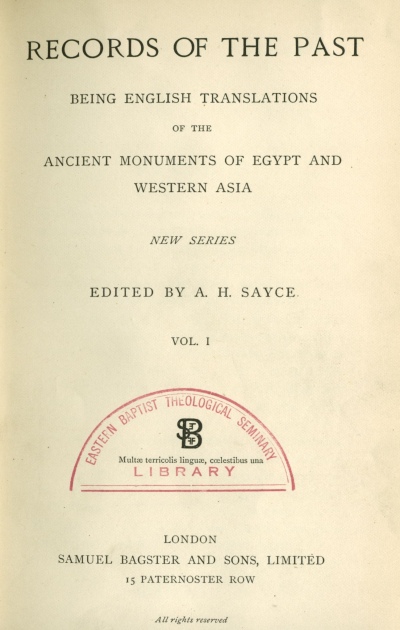 RECORDS OF THE PAST
BEING ENGLISH TRANSLATIONS
OF THE
ANCIENT MONUMENTS OF EGYPT AND
WESTERN ASIA
NEW SERIES
EDITED BY A. H. SAYCE
VOL. I
EASTERN BAPTIST THEOLOGICAL SEMINARY
Multæ terricolis linguæ, cœlestibus una
LIBRARY
LONDON
SAMUEL BAGSTER AND SONS, LIMITED
15 PATERNOSTER ROW
All rights reserved